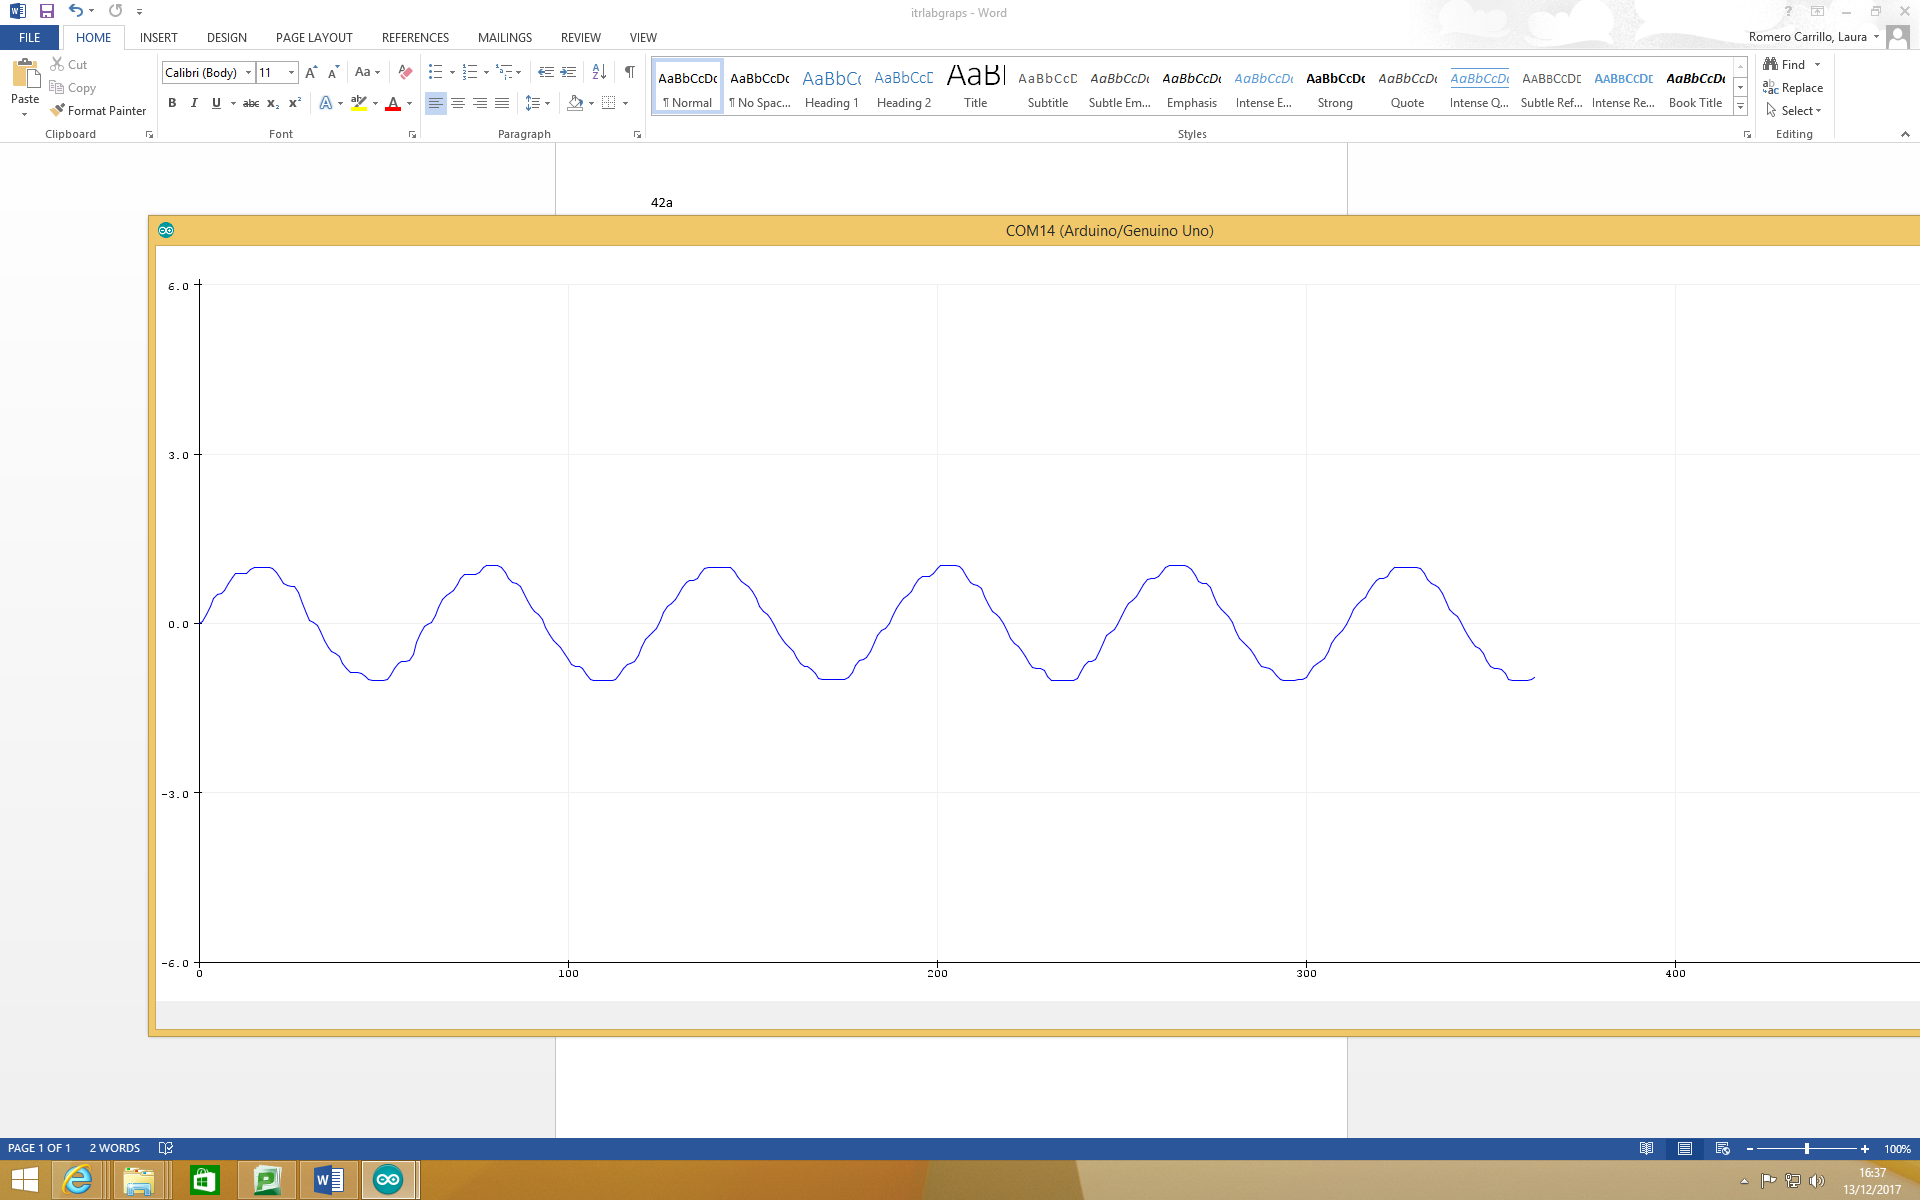 itrlabgraps - Word
FILE HOME INSERT DESIGN PAGE LAYOUT REFERENCES MAILINGS REVIEW VIEW
Romero Carrillo, Laura
Paste
Cut
Copy
Format Painter
Clipboard
Calibri (Body) 11
Font
Paragraph
AaBbCcDc AaBbCcDc AaBbCc AaBbCcD AaBl AaBbCcD AaBbCcDc AaBbCcDc AaBbCcDc AaBbCcDc AaBbCcDc AaBbCcDc AABBCCDE AABBCCDE AaBbCcDc
¶ Normal ¶ No Spac... Heading 1 Heading 2 Title Subtitle Subtle Em... Emphasis Intense E... Strong Quote Intense Q... Subtle Ref... Intense Re... Book Title
Styles
Find
Replace
Select
Editing
42a
COM14 (Arduino/Genuino Uno)
6.0
3.0
0.0
-3.0
-6.0
0 100 200 300 400
PAGE 1 OF 1 2 WORDS
100%
16:37
13/12/2017